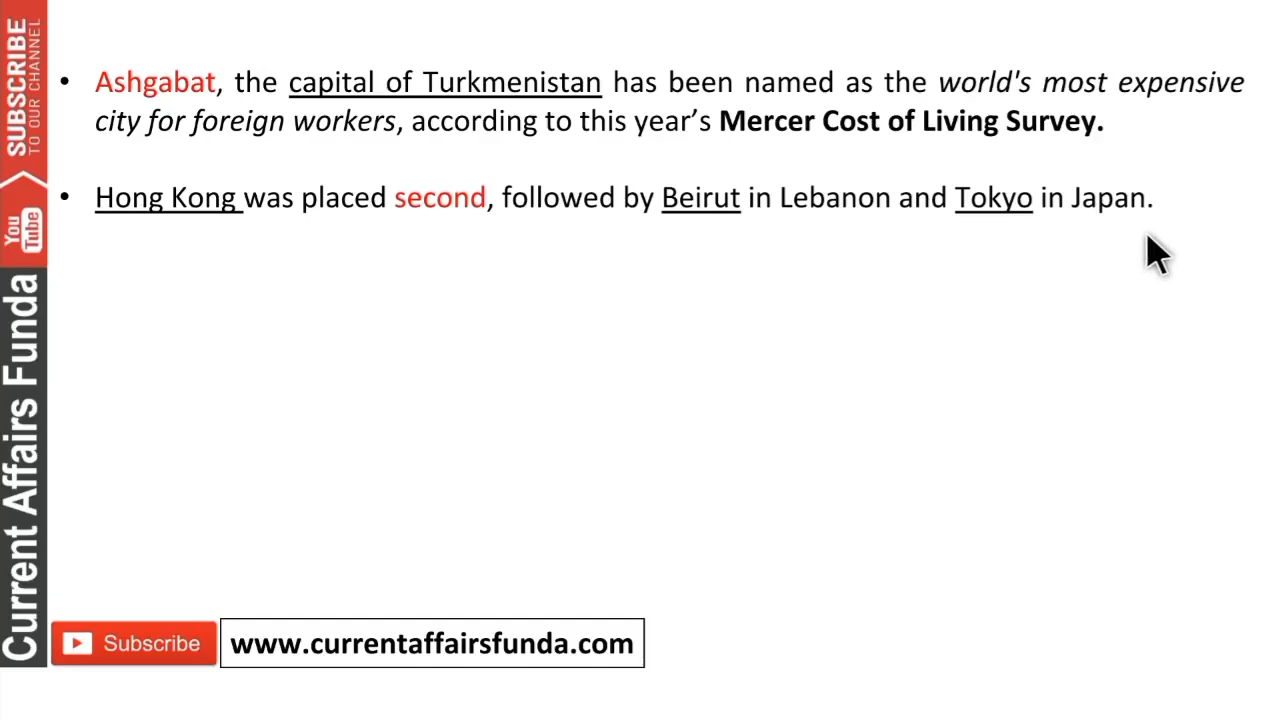 SUBSCRIBE
TO OUR CHANNEL
You
Tube
Current Affairs Funda
• Ashgabat, the capital of Turkmenistan has been named as the world's most expensive
city for foreign workers, according to this year’s Mercer Cost of Living Survey.
• Hong Kong was placed second, followed by Beirut in Lebanon and Tokyo in Japan.
Subscribe
www.currentaffairsfunda.com